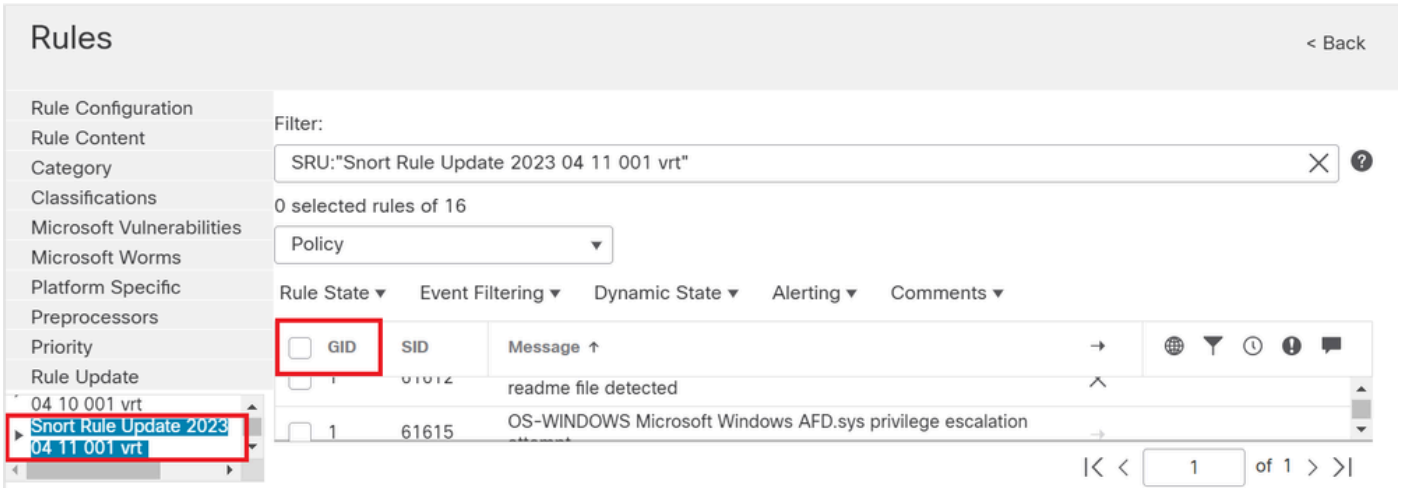 Rules
< Back
Rule Configuration
Rule Content
Category
Classifications
Microsoft Vulnerabilities
Microsoft Worms
Platform Specific
Preprocessors
Priority
Rule Update
04 10 001 vrt
Snort Rule Update 2023
04 11 001 vrt
Filter:
SRU:"Snort Rule Update 2023 04 11 001 vrt"
0 selected rules of 16
Policy
Rule State Event Filtering Dynamic State Alerting Comments
GID SID Message
1 61612 readme file detected
1 61615 OS-WINDOWS Microsoft Windows AFD.sys privilege escalation
attempt
1 of 1